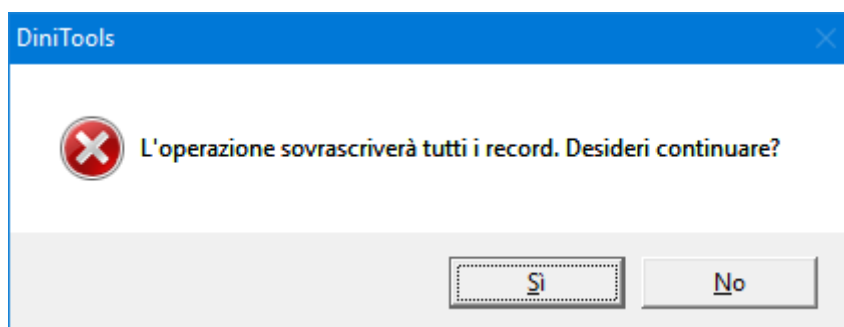 DiniTools
L'operazione sovrascriverà tutti i record. Desideri continuare?
Sì
No